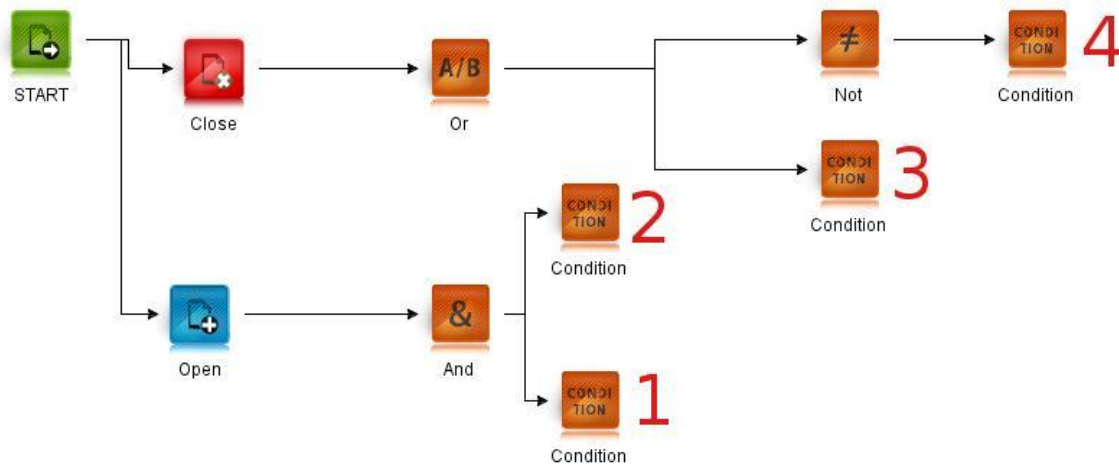 START
Close
A/B
Or
≠
Not
CONDI
TION
Condition
4
CONDI
TION
Condition
3
CONDI
TION
Condition
2
Open
&
And
CONDI
TION
Condition
1